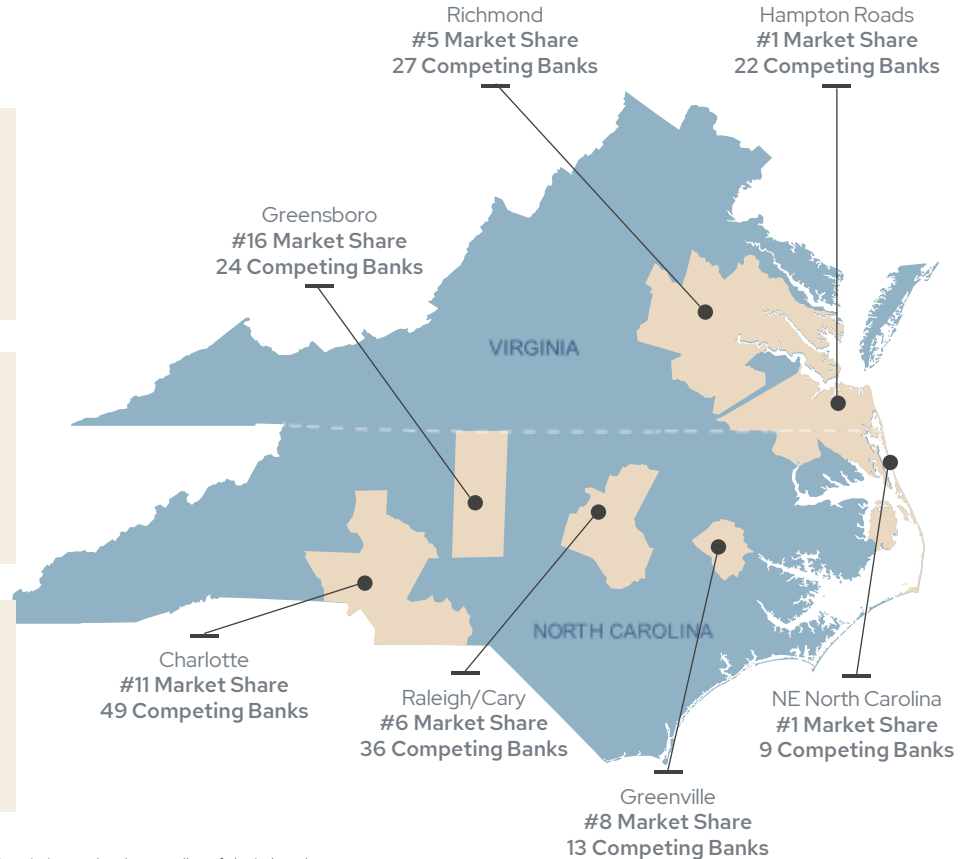 Richmond
#5 Market Share
27 Competing Banks
Hampton Roads
#1 Market Share
22 Competing Banks
Greensboro
#16 Market Share
24 Competing Banks
VIRGINIA
NORTH CAROLINA
Charlotte
#11 Market Share
49 Competing Banks
Raleigh/Cary
#6 Market Share
36 Competing Banks
NE North Carolina
#1 Market Share
9 Competing Banks
Greenville
#8 Market Share
13 Competing Banks